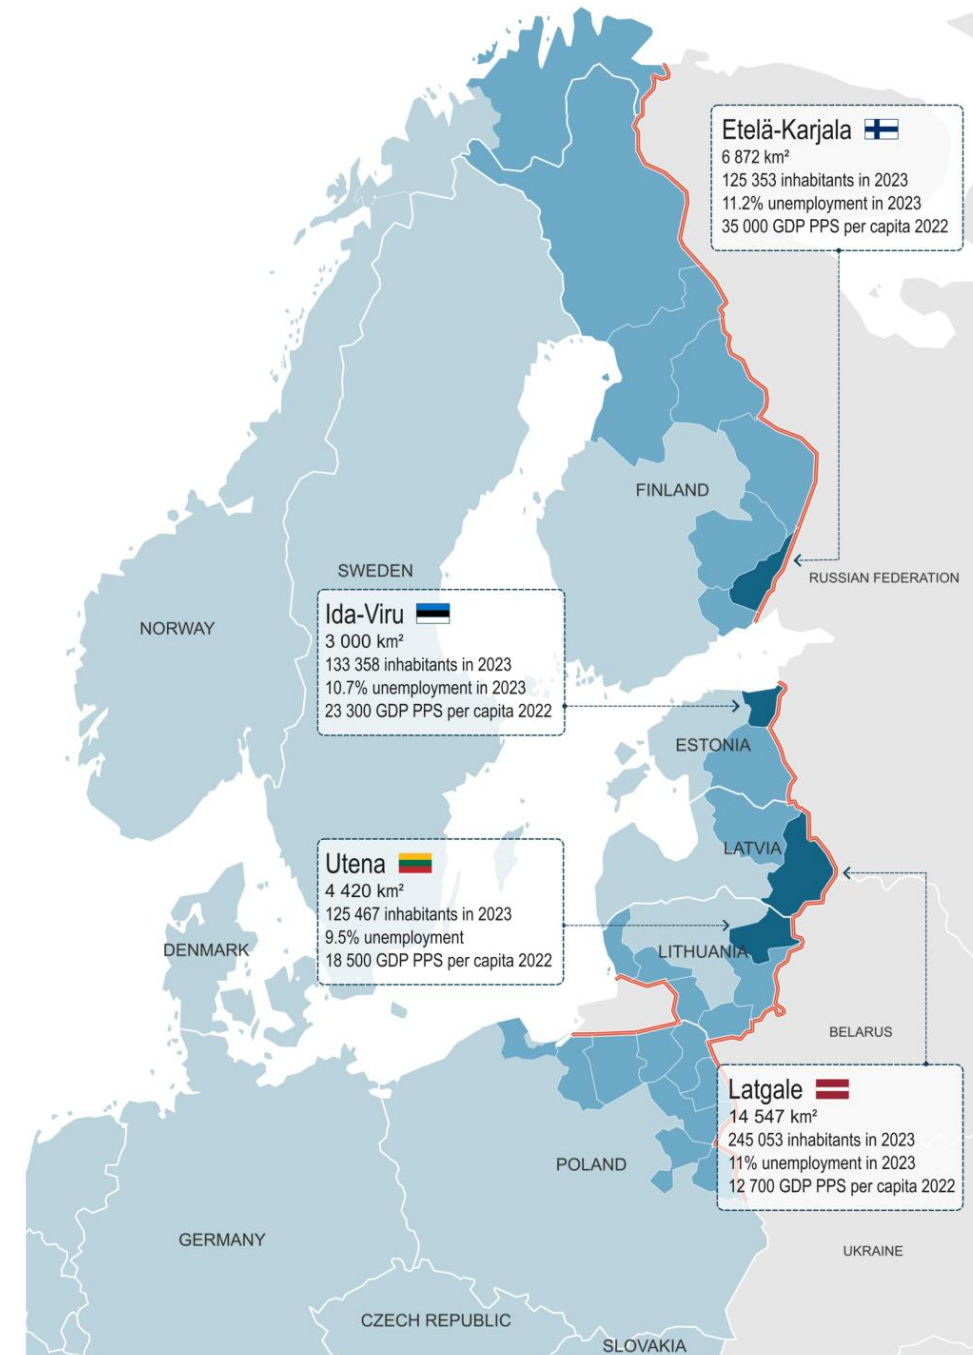 Etelä-Karjala
6 872 km²
125 353 inhabitants in 2023
11.2% unemployment in 2023
35 000 GDP PPS per capita 2022
FINLAND
RUSSIAN FEDERATION
SWEDEN
NORWAY
Ida-Viru
3 000 km²
133 358 inhabitants in 2023
10.7% unemployment in 2023
23 300 GDP PPS per capita 2022
ESTONIA
LATVIA
Utena
4 420 km²
125 467 inhabitants in 2023
9.5% unemployment
18 500 GDP PPS per capita 2022
DENMARK
LITHUANIA
BELARUS
Latgale
14 547 km²
245 053 inhabitants in 2023
11% unemployment in 2023
12 700 GDP PPS per capita 2022
POLAND
GERMANY
UKRAINE
CZECH REPUBLIC
SLOVAKIA